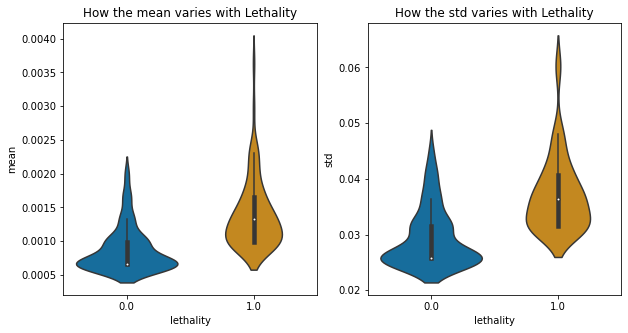 How the mean varies with Lethality
mean
0.0040
0.0035
0.0030
0.0025
0.0020
0.0015
0.0010
0.0005
0.0
1.0
lethality
How the std varies with Lethality
std
0.06
0.05
0.04
0.03
0.02
0.0
1.0
lethality